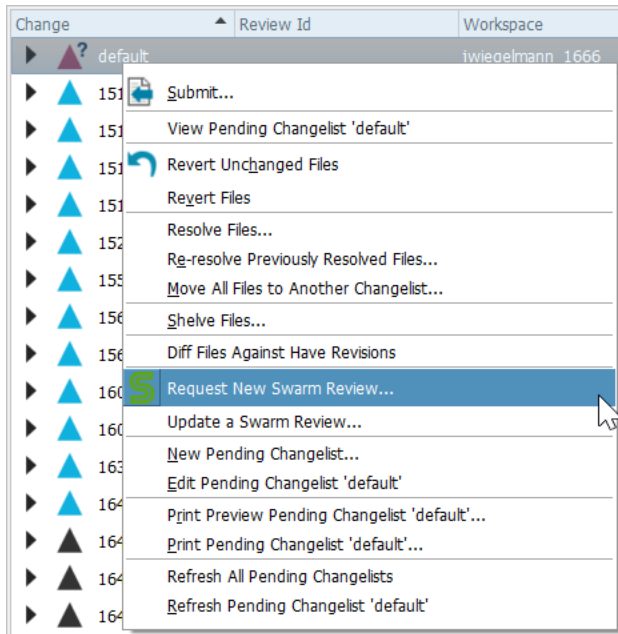 Change Review Id Workspace
? default jwiegelmann_1666
151 Submit...
151 View Pending Changelist 'default'
151 Revert Unchanged Files
151 Revert Files
152 Resolve Files...
155 Re-resolve Previously Resolved Files...
156 Move All Files to Another Changelist...
Shelve Files...
156 Diff Files Against Have Revisions
160 Request New Swarm Review...
160 Update a Swarm Review...
163 New Pending Changelist...
Edit Pending Changelist 'default'
164 Print Preview Pending Changelist 'default'...
164 Print Pending Changelist 'default'...
164 Refresh All Pending Changelists
164 Refresh Pending Changelist 'default'